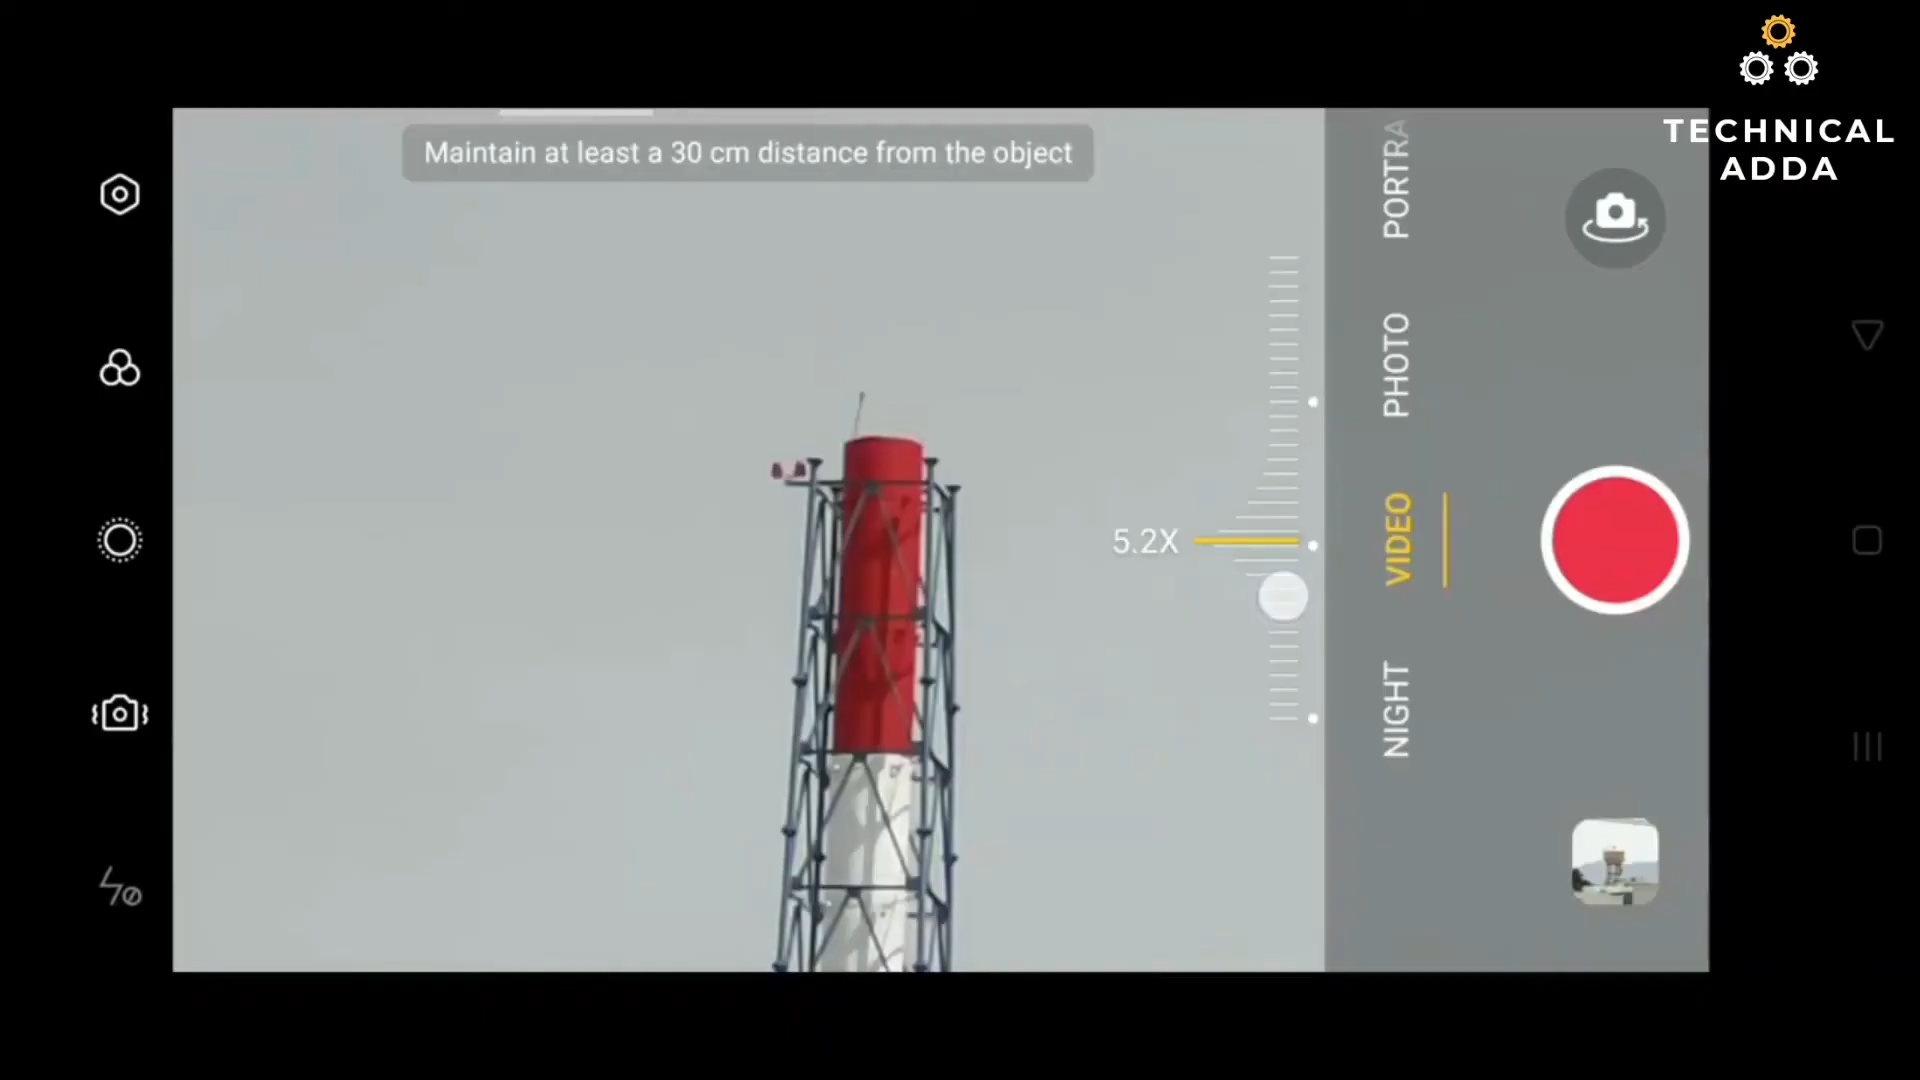 TECHNICAL
ADDA
Maintain at least a 30 cm distance from the object
PORTRA
PHOTO
5.2X
VIDEO
NIGHT